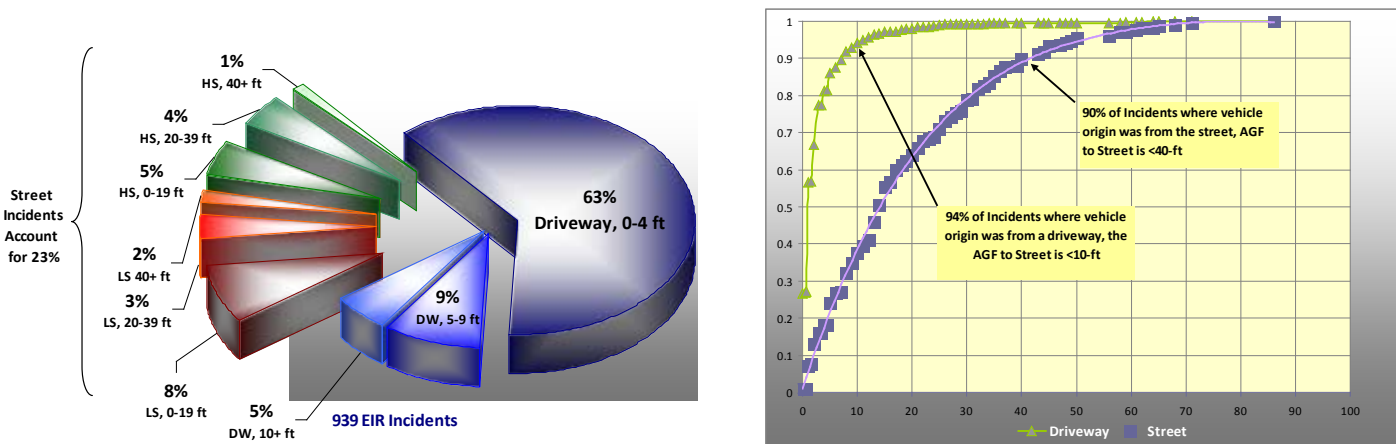 Street
Incidents
Account
for 23%
1%
HS, 40+ ft
4%
HS, 20-39 ft
5%
HS, 0-19 ft
2%
LS 40+ ft
3%
LS, 20-39 ft
8%
LS, 0-19 ft
5%
DW, 10+ ft
9%
DW, 5-9 ft
63%
Driveway, 0-4 ft
939 EIR Incidents
1
0.9
0.8
0.7
0.6
0.5
0.4
0.3
0.2
0.1
0
90% of Incidents where vehicle
origin was from the street, AGF
to Street is <40-ft
94% of Incidents where vehicle
origin was from a driveway, the
AGF to Street is <10-ft
0 10 20 30 40 50 60 70 80 90 100
Driveway Street